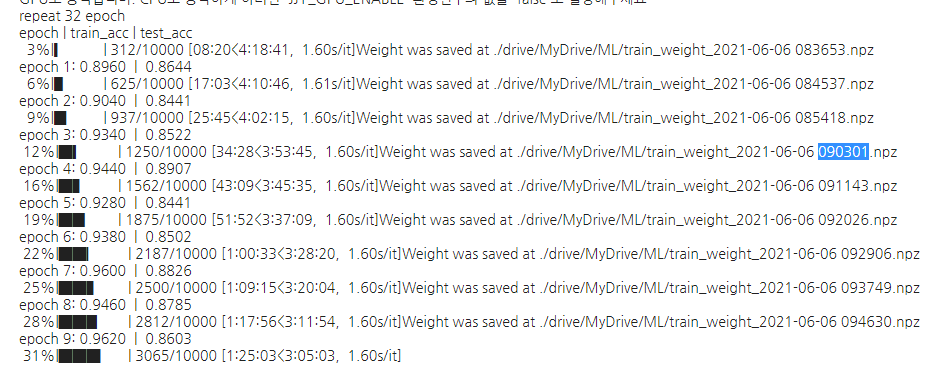 repeat 32 epoch
epoch | train_acc | test_acc
3%| | 312/10000 [08:20<4:18:41, 1.60s/it]Weight was saved at ./drive/MyDrive/ML/train_weight_2021-06-06 083653.npz
epoch 1: 0.8960 | 0.8644
6%| | 625/10000 [17:03<4:10:46, 1.61s/it]Weight was saved at ./drive/MyDrive/ML/train_weight_2021-06-06 084537.npz
epoch 2: 0.9040 | 0.8441
9%| | 937/10000 [25:45<4:02:15, 1.60s/it]Weight was saved at ./drive/MyDrive/ML/train_weight_2021-06-06 085418.npz
epoch 3: 0.9340 | 0.8522
12%| | 1250/10000 [34:28<3:53:45, 1.60s/it]Weight was saved at ./drive/MyDrive/ML/train_weight_2021-06-06 090301.npz
epoch 4: 0.9440 | 0.8907
16%| | 1562/10000 [43:09<3:45:35, 1.60s/it]Weight was saved at ./drive/MyDrive/ML/train_weight_2021-06-06 091143.npz
epoch 5: 0.9280 | 0.8441
19%| | 1875/10000 [51:52<3:37:09, 1.60s/it]Weight was saved at ./drive/MyDrive/ML/train_weight_2021-06-06 092026.npz
epoch 6: 0.9380 | 0.8502
22%| | 2187/10000 [1:00:33<3:28:20, 1.60s/it]Weight was saved at ./drive/MyDrive/ML/train_weight_2021-06-06 092906.npz
epoch 7: 0.9600 | 0.8826
25%| | 2500/10000 [1:09:15<3:20:04, 1.60s/it]Weight was saved at ./drive/MyDrive/ML/train_weight_2021-06-06 093749.npz
epoch 8: 0.9460 | 0.8785
28%| | 2812/10000 [1:17:56<3:11:54, 1.60s/it]Weight was saved at ./drive/MyDrive/ML/train_weight_2021-06-06 094630.npz
epoch 9: 0.9620 | 0.8603
31%| | 3065/10000 [1:25:03<3:05:03, 1.60s/it]